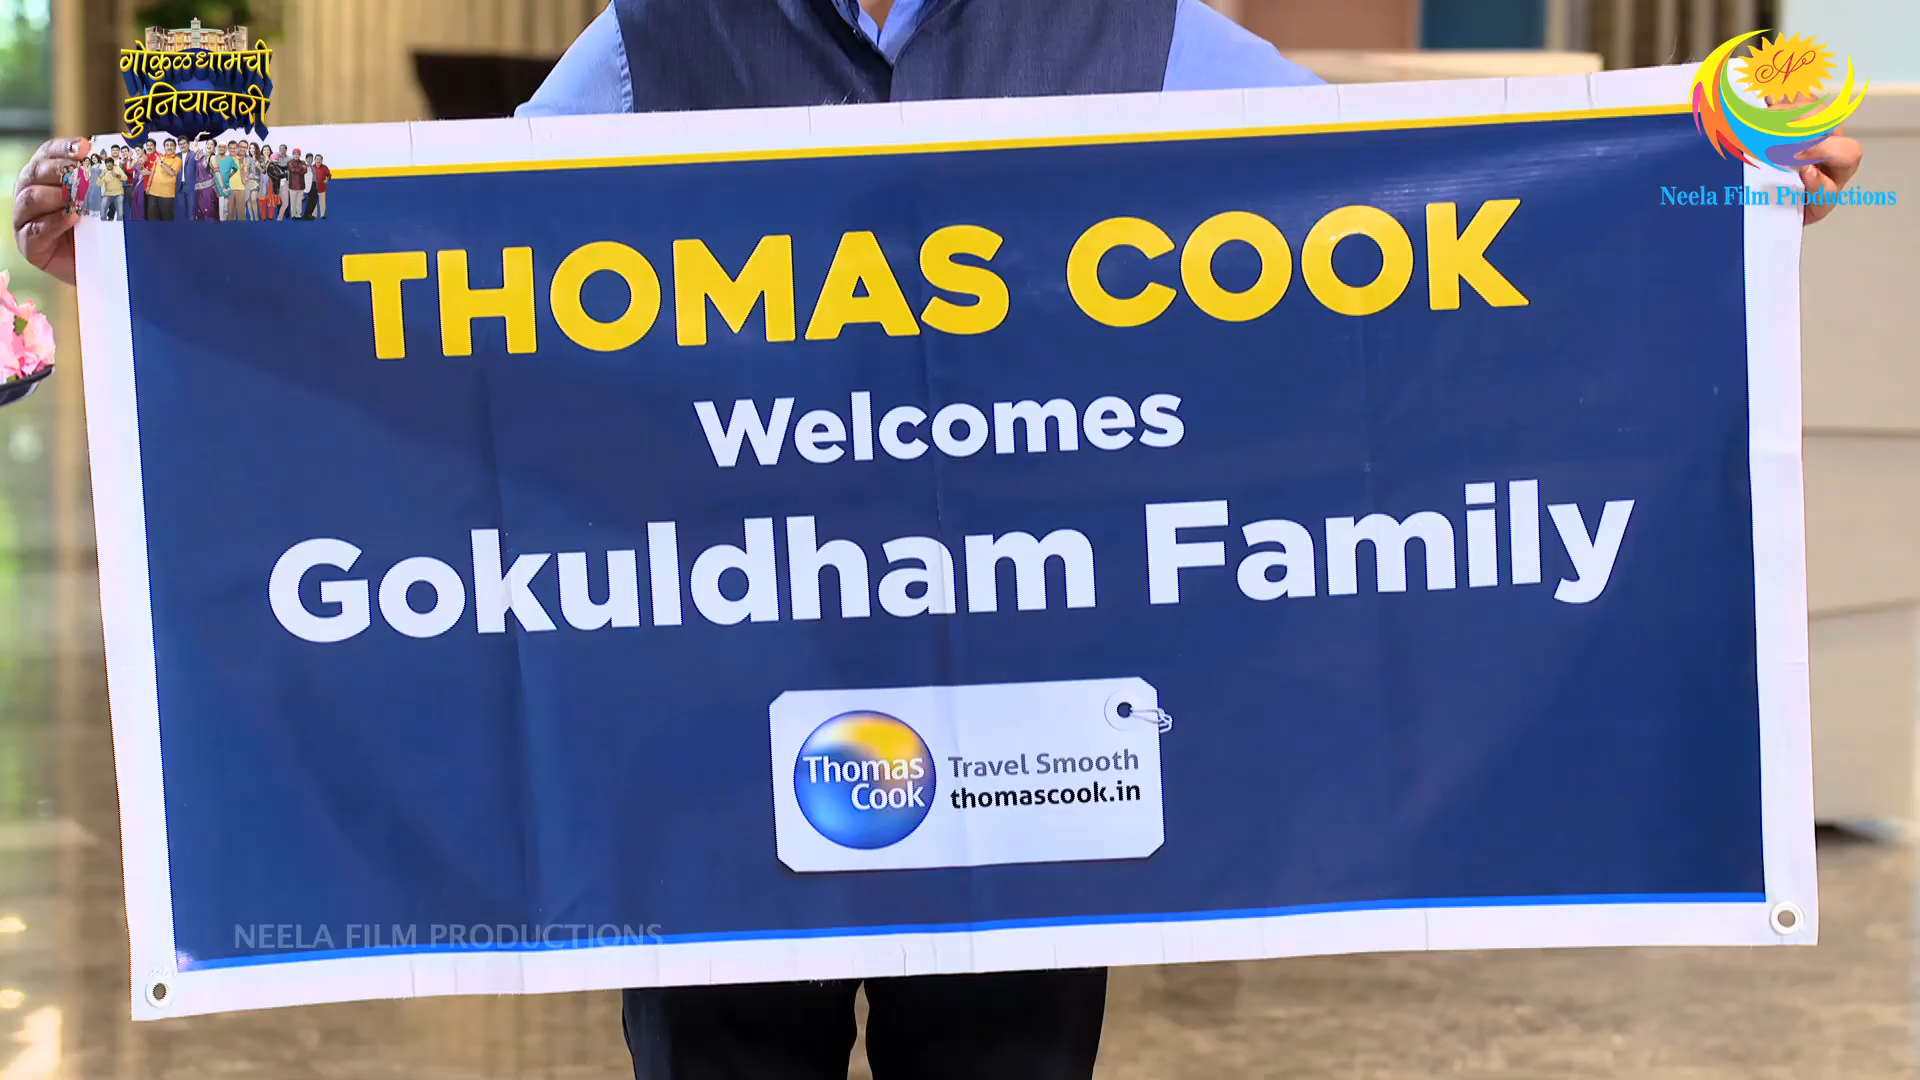 गोकुळधामची
दुनियादारी
Neela Film Productions
THOMAS COOK
Welcomes
Gokuldham Family
Thomas
Cook
Travel Smooth
thomascook.in
NEELA FILM PRODUCTIONS